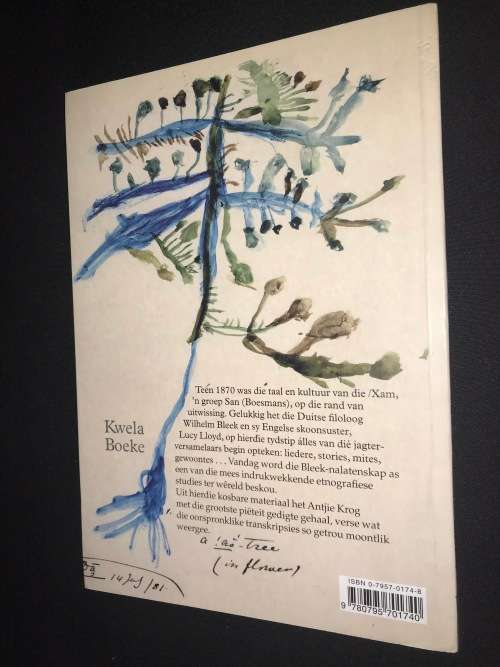 Teen 1870 was dié taal en kultuur van die /Xam,
'n groep San (Boesmans), op die rand van
uitwissing. Gelukkig het die Duitse filoloog
Wilhelm Bleek en sy Engelse skoonsuster,
Lucy Lloyd, op hierdie tydstip álles van dié jagter-
versamelaars begin opteken: liedere, stories, mites,
gewoontes . . . Vandag word die Bleek-nalatenskap as
een van die mees indrukwekkende etnografiese
studies ter wêreld beskou.
Uit hierdie kosbare materiaal het Antjie Krog
met die grootste piëteit gedigte gehaal, verse wat
die oorspronklike transkripsies so getrou moontlik
weergee.
Kwela
Boeke
a !aö-tree
(in flower)
14 July /81.
ISBN 0-7957-0174-8
9 780795 701740